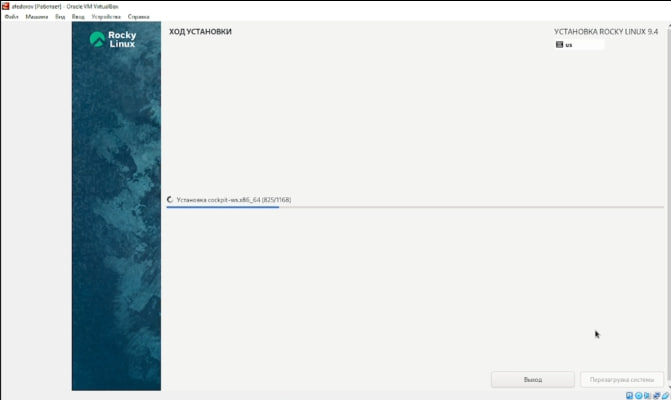 afedorov [Работает] - Oracle VM VirtualBox
Файл Машина Вид Ввод Устройства Справка
Rocky
Linux
ХОД УСТАНОВКИ
УСТАНОВКА ROCKY LINUX 9.4
us
Установка cockpit-ws.x86_64 (825/1168)
Выход
Перезагрузка системы